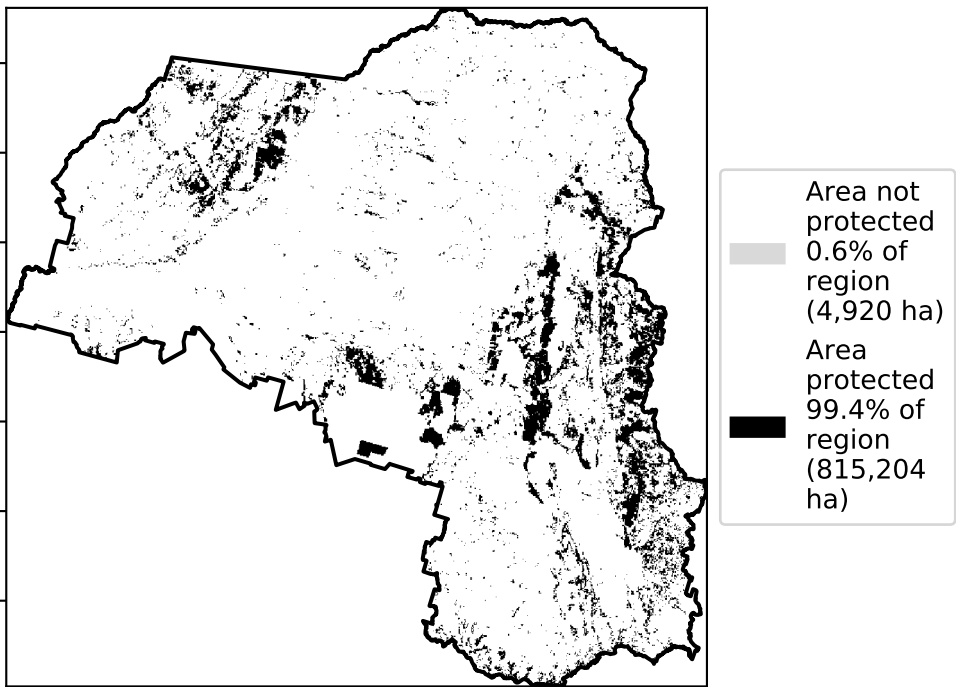 Area not
protected
0.6% of
region
(4,920 ha)
Area
protected
99.4% of
region
(815,204
ha)